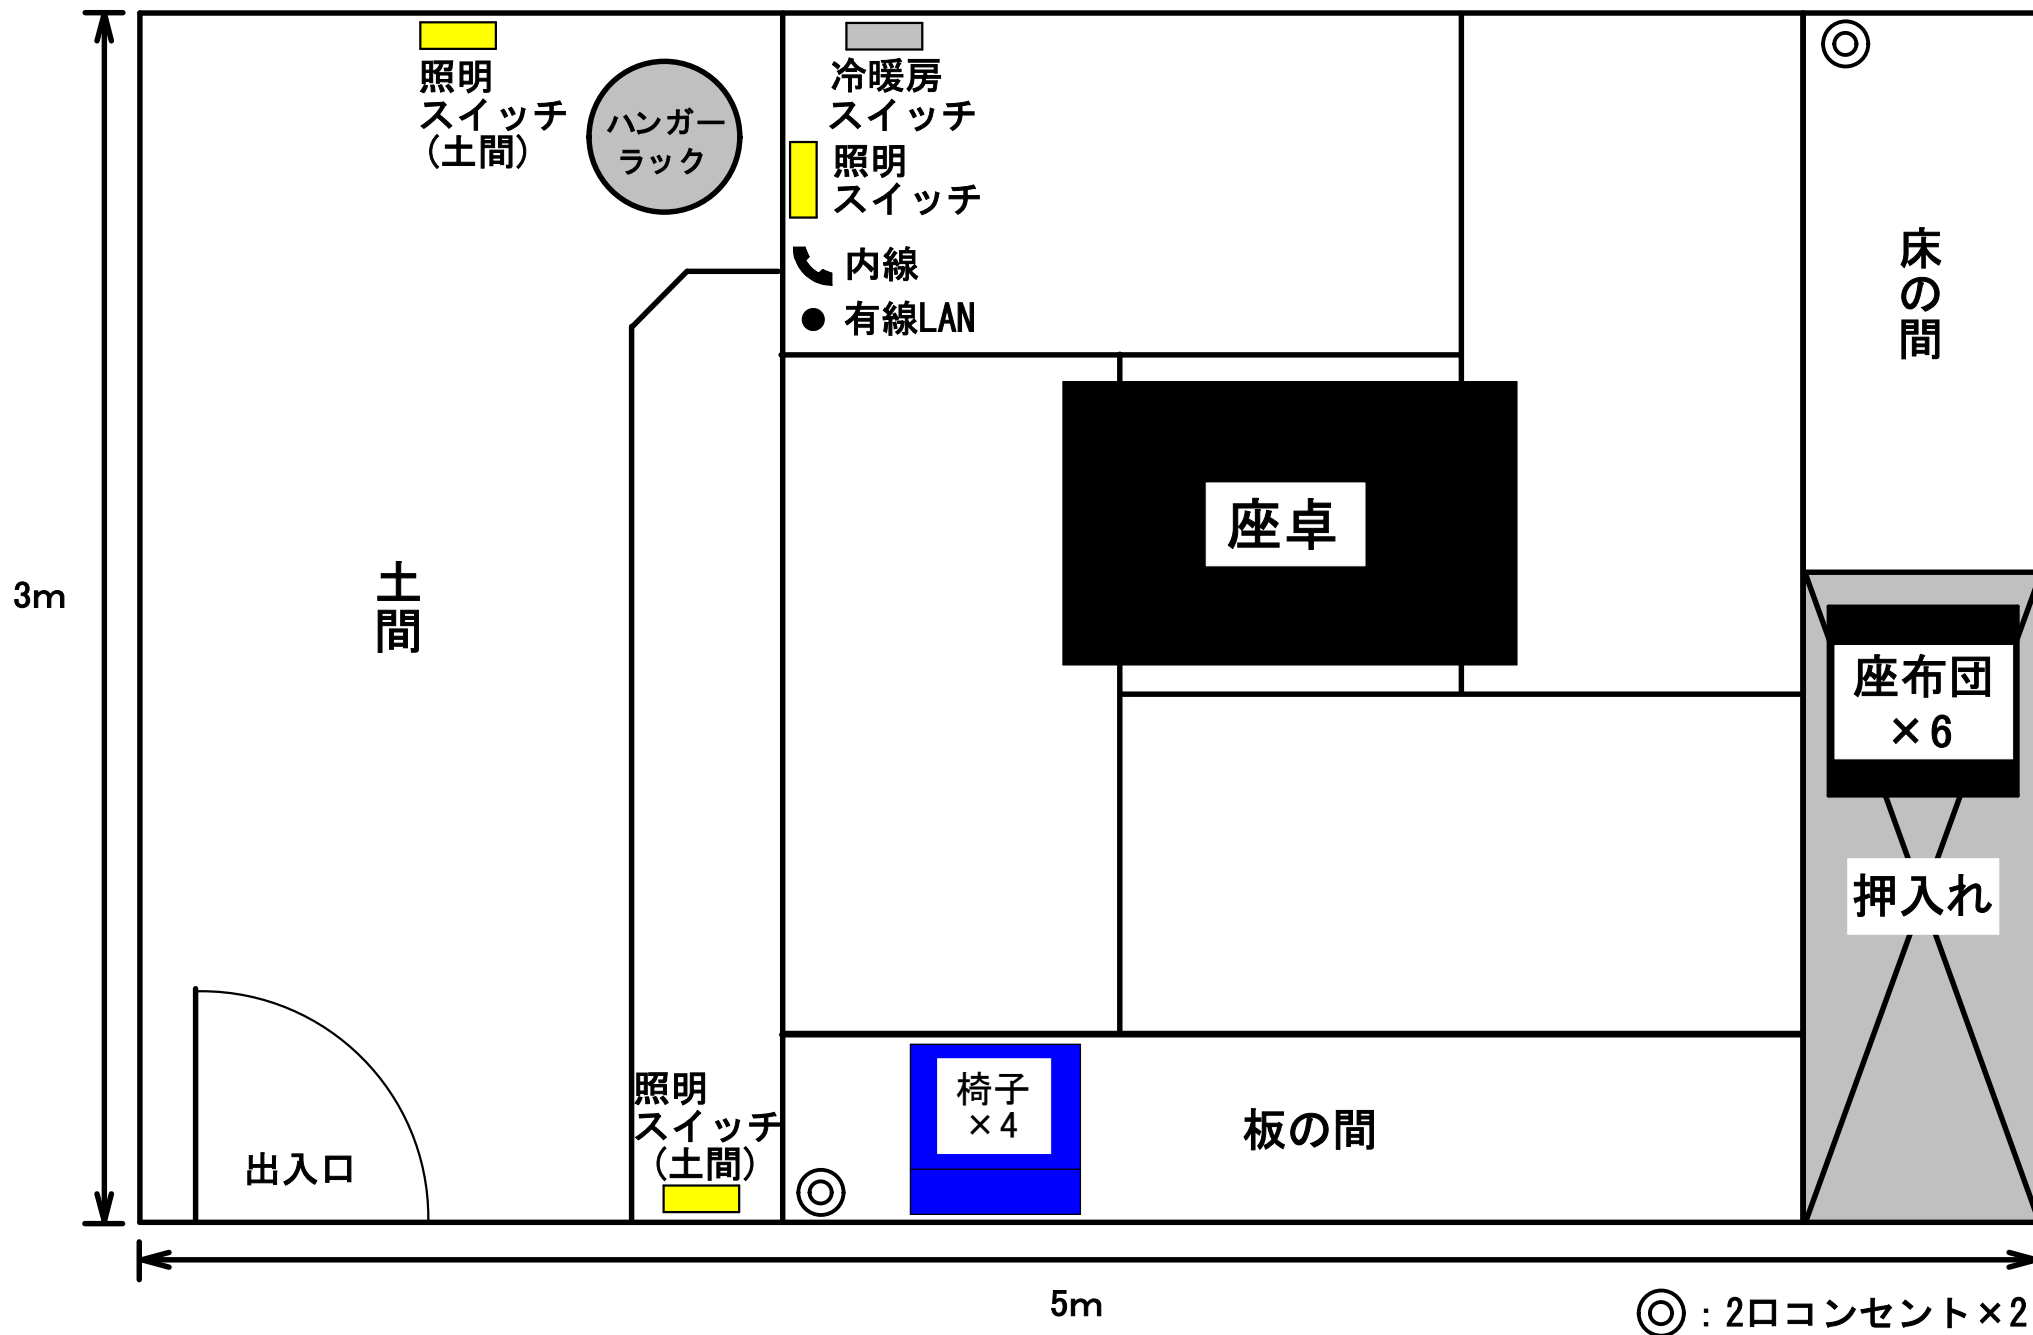 照明
スイッチ
(土間)
ハンガー
ラック
冷暖房
スイッチ
照明
スイッチ
内線
有線LAN
床の間
座卓
土間
3m
座布団
×6
押入れ
照明
スイッチ
(土間)
椅子
×4
板の間
出入口
5m
◎:2口コンセント×2